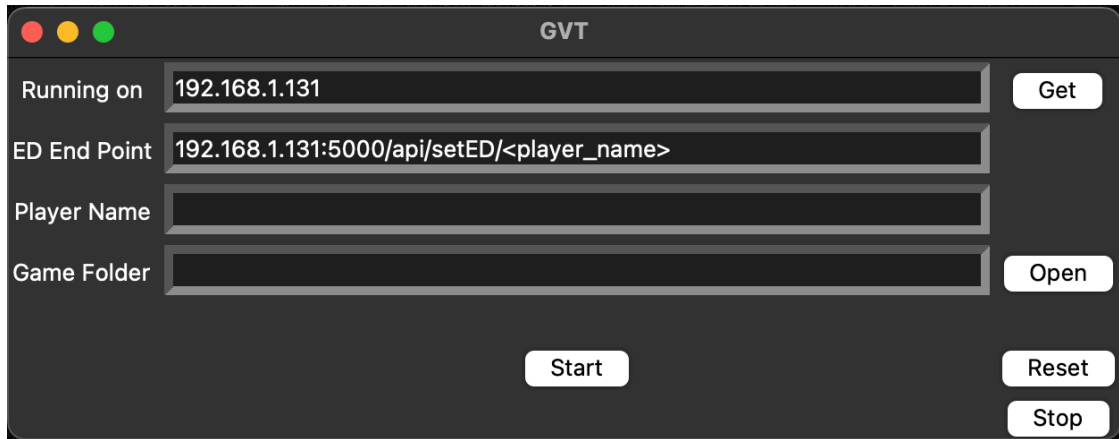 GVT
Running on 192.168.1.131 Get
ED End Point 192.168.1.131:5000/api/setED/<player_name>
Player Name
Game Folder Open
Start Reset
Stop